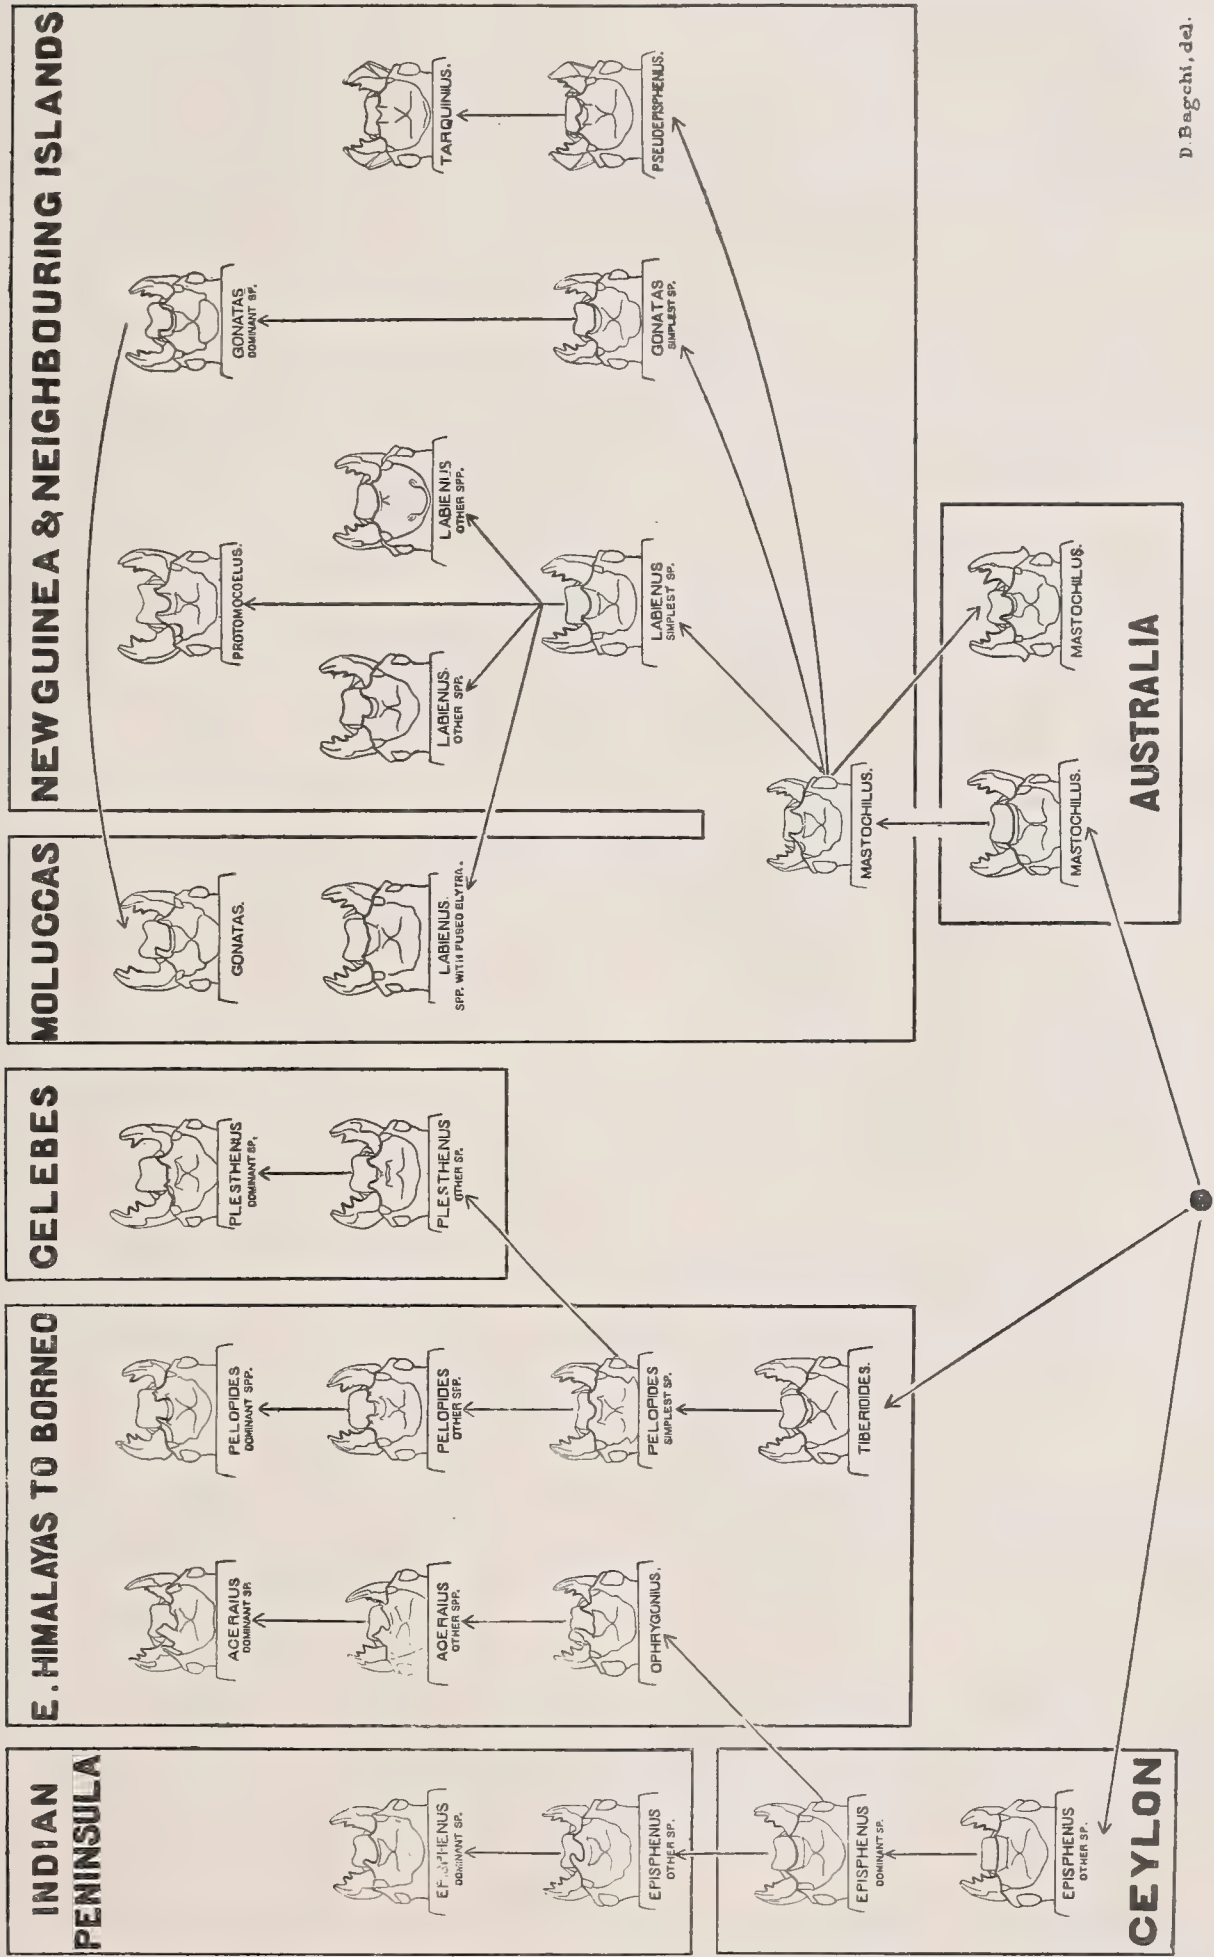 INDIAN
PENINSULA
EPISPHENUS
DOMINANT SP.
EPISPHENUS
OTHER SP.
EPISPHENUS
DOMINANT SP.
EPISPHENUS
OTHER SP.
CEYLON
E. HIMALAYAS TO BORNEO
ACERAIUS
DOMINANT SP.
PELOPIDES
DOMINANT SPP.
ACERAIUS
OTHER SPP.
PELOPIDES
OTHER SPP.
OPHRYGONIUS.
PELOPIDES
SIMPLEST SP.
TIBERIOIDES.
CELEBES
PLESTHENUS
DOMINANT SP.
PLESTHENUS
OTHER SP.
MOLUCCAS
GONATAS.
LABIENUS.
SPP. WITH FUSED ELYTRA.
NEW GUINEA & NEIGHBOURING ISLANDS
PROTOMOCOELUS.
GONATAS
DOMINANT SP.
LABIENUS.
OTHER SPP.
LABIENUS
OTHER SPP.
TARQUINIUS.
LABIENUS
SIMPLEST SP.
GONATAS
SIMPLEST SP.
PSEUDEPISPHENUS.
MASTOCHILUS.
MASTOCHILUS.
MASTOCHILUS.
AUSTRALIA
D. Bagchi, del.